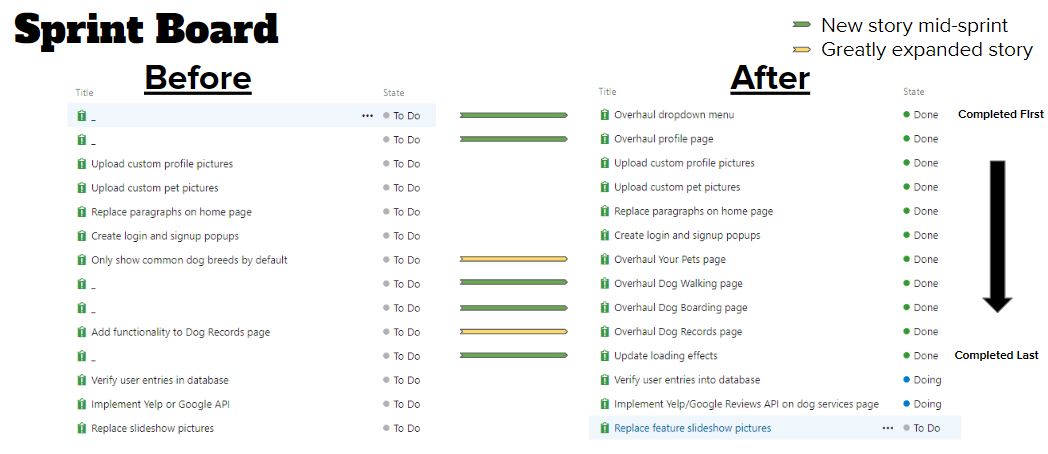 Sprint Board
New story mid-sprint
Greatly expanded story
Before
Title State
_ ••• To Do
_ To Do
Upload custom profile pictures To Do
Upload custom pet pictures To Do
Replace paragraphs on home page To Do
Create login and signup popups To Do
Only show common dog breeds by default To Do
_ To Do
_ To Do
Add functionality to Dog Records page To Do
_ To Do
Verify user entries in database To Do
Implement Yelp or Google API To Do
Replace slideshow pictures To Do
After
Title State
Overhaul dropdown menu Done Completed First
Overhaul profile page Done
Upload custom profile pictures Done
Upload custom pet pictures Done
Replace paragraphs on home page Done
Create login and signup popups Done
Overhaul Your Pets page Done
Overhaul Dog Walking page Done
Overhaul Dog Boarding page Done
Overhaul Dog Records page Done
Update loading effects Done Completed Last
Verify user entries into database Doing
Implement Yelp/Google Reviews API on dog services page Doing
Replace feature slideshow pictures ••• To Do